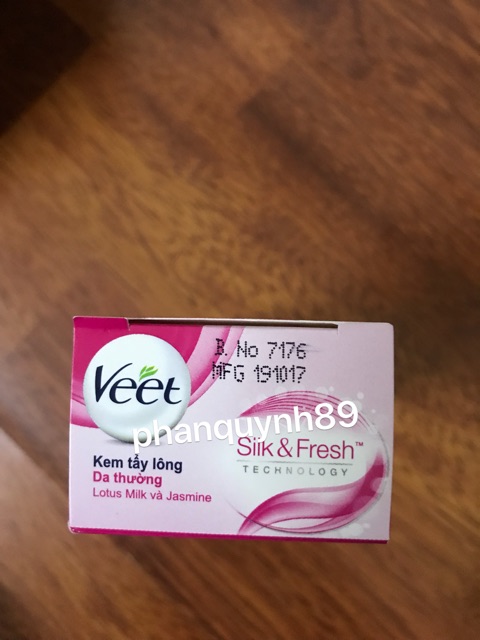 B. No 7176
MFG 191017
Veet
phanquynh89
Silk & Fresh™
TECHNOLOGY
Kem tẩy lông
Da thường
Lotus Milk và Jasmine